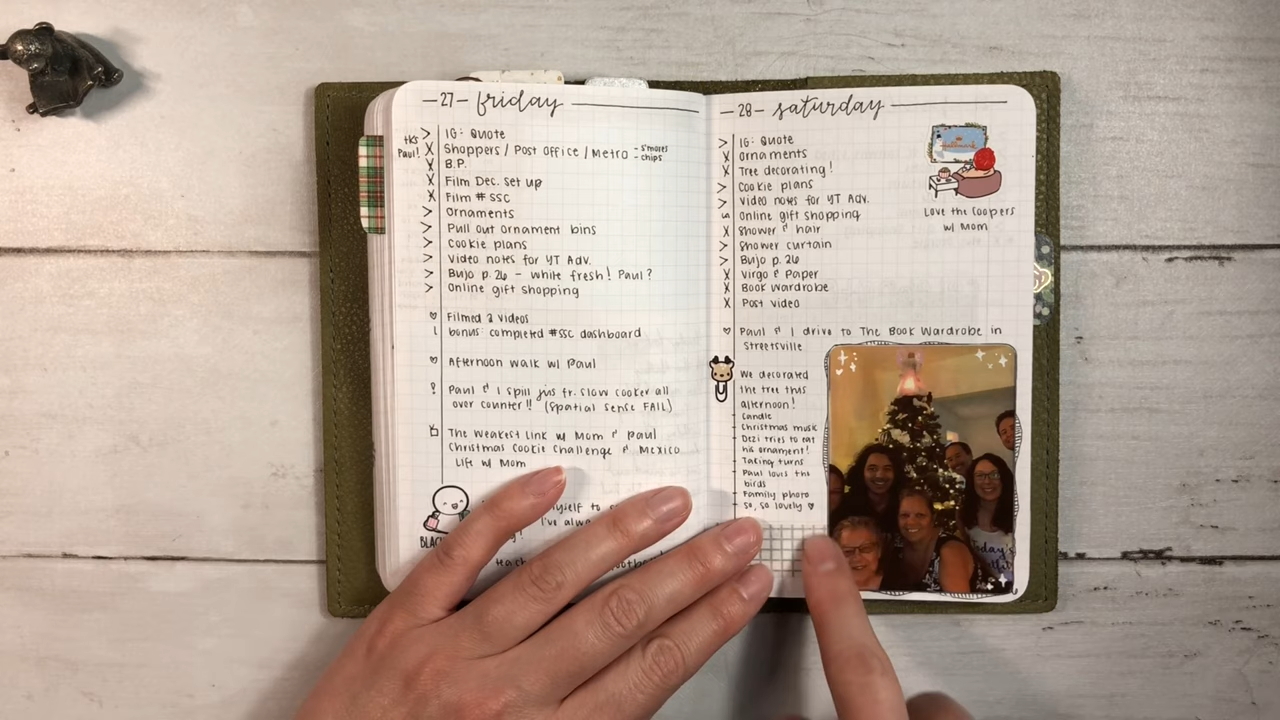 -27- friday
tks Paul!
> IG: Quote
X Shoppers / Post Office / Metro - s'mores - chips
X B.P.
X Film Dec. set up
X Film #SSC
> Ornaments
> Pull out ornament bins
> Cookie plans
> Video notes for YT Adv.
> Bujo p. 26 - white fresh! Paul?
> Online gift shopping
♡ Filmed 2 videos
! bonus: completed #SSC dashboard
♡ Afternoon walk w/ Paul
! Paul & I spill jus fr. slow cooker all
over counter!! (spatial sense FAIL)
The Weakest Link w/ Mom & Paul
Christmas Cookie Challenge & Mexico
Life w/ Mom
myself to
I've
BLAC
-28- saturday
> IG: Quote
X Ornaments
X Tree decorating!
> Cookie plans
> Video notes for YT Adv.
Online gift shopping
X Shower & hair
> Shower curtain
> Bujo p. 26
X Virgo & Paper
X Book Wardrobe
X Post video
Hallmark
Love the Coopers
w/ Mom
♡ Paul & I drive to The Book Wardrobe in
Streetsville
We decorated
the tree this
afternoon!
- Candle
- Christmas music
- Dezi tries to eat
his ornament!
- Taking turns
- Paul loves the
birds
- Family photo
- So, so lovely ♡